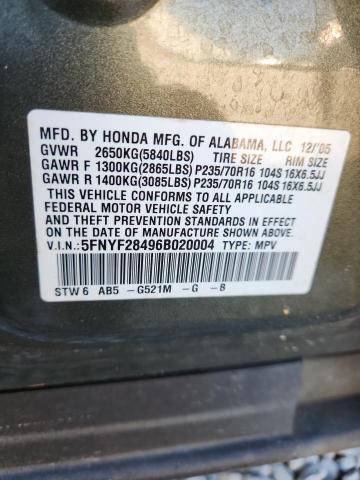 MFD. BY HONDA MFG. OF ALABAMA, LLC 12/'05
GVWR 2650KG(5840LBS) TIRE SIZE RIM SIZE
GAWR F 1300KG(2865LBS) P235/70R16 104S 16X6.5JJ
GAWR R 1400KG(3085LBS) P235/70R16 104S 16X6.5JJ
THIS VEHICLE CONFORMS TO ALL APPLICABLE
FEDERAL MOTOR VEHICLE SAFETY STANDARDS
IN EFFECT ON THE DATE OF MANUFACTURE
SHOWN ABOVE.
V.I.N:5FNYF28496B020004 TYPE: MPV
STW 6 AB5 -G521M -G -B